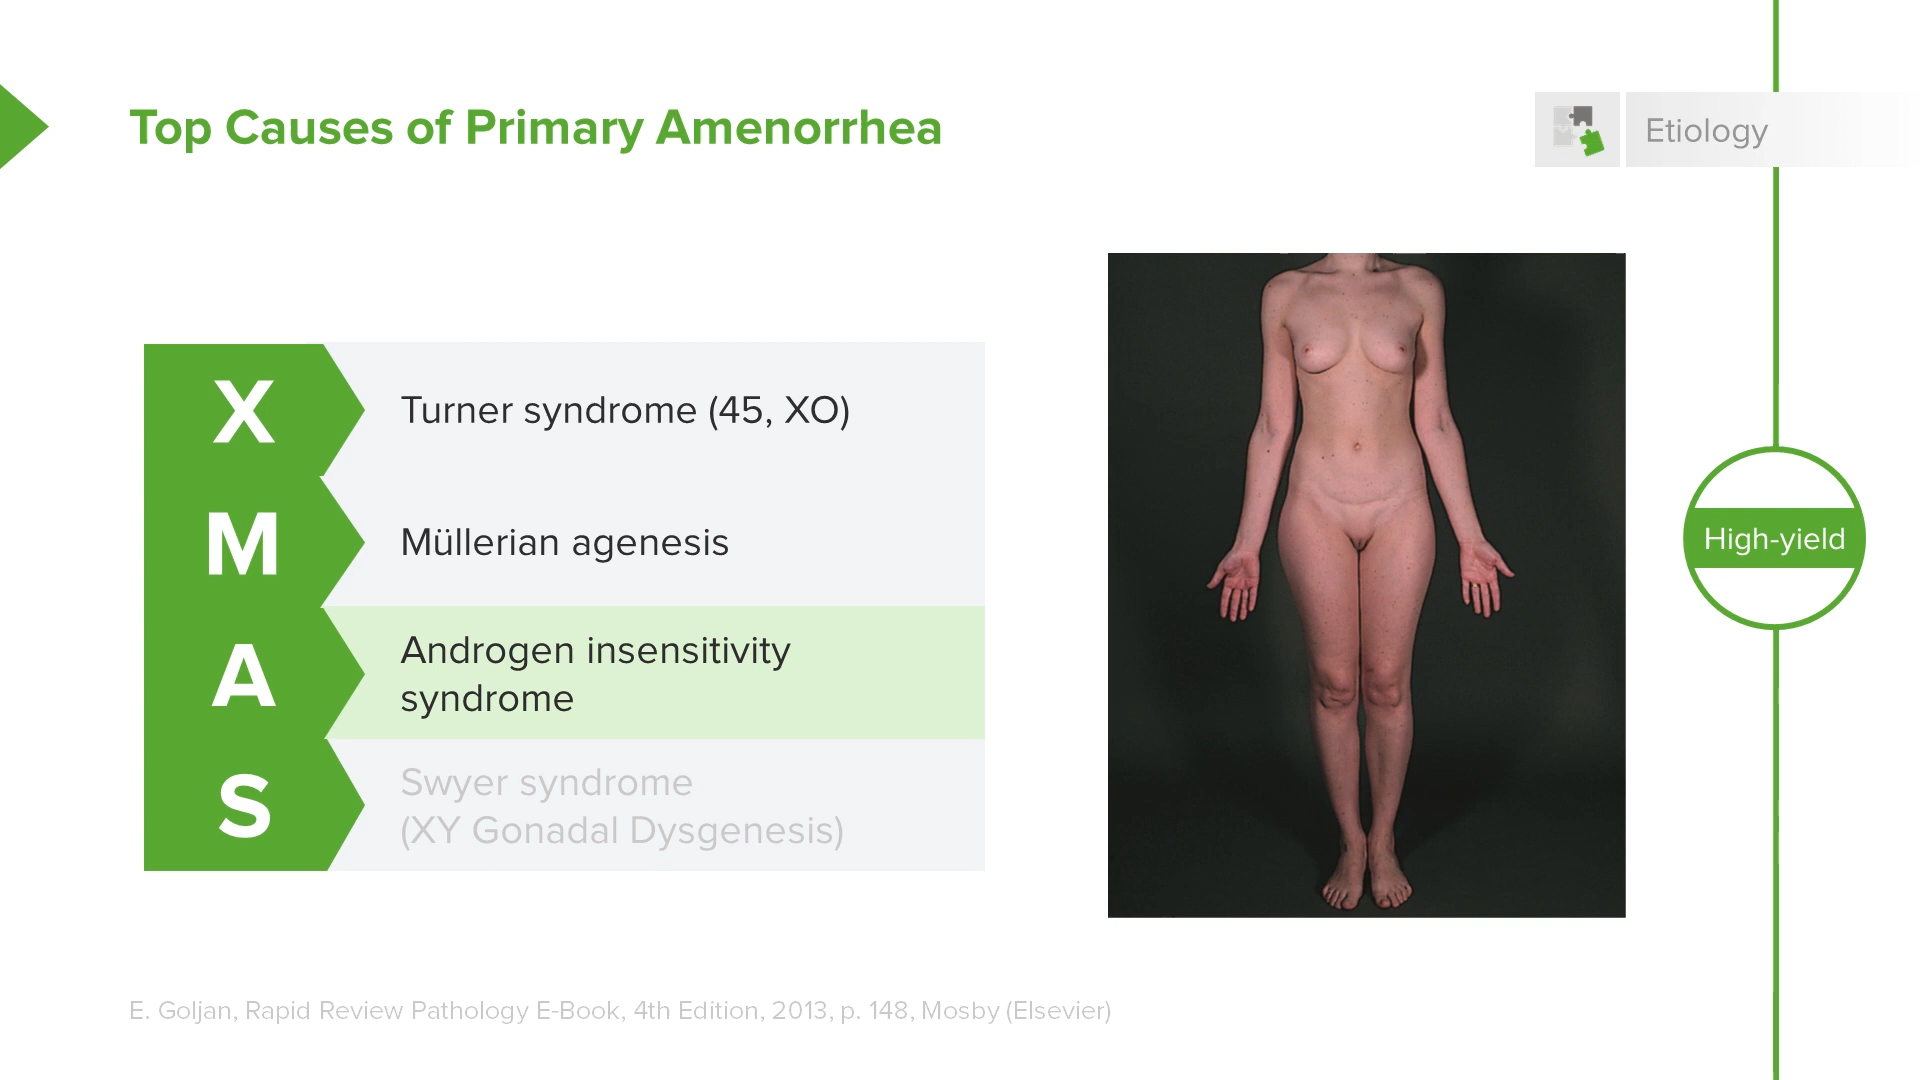 Top Causes of Primary Amenorrhea
Etiology
X
Turner syndrome (45, XO)
M
Müllerian agenesis
A
Androgen insensitivity
syndrome
S
Swyer syndrome
(XY Gonadal Dysgenesis)
High-yield
E. Goljan, Rapid Review Pathology E-Book, 4th Edition, 2013, p. 148, Mosby (Elsevier)